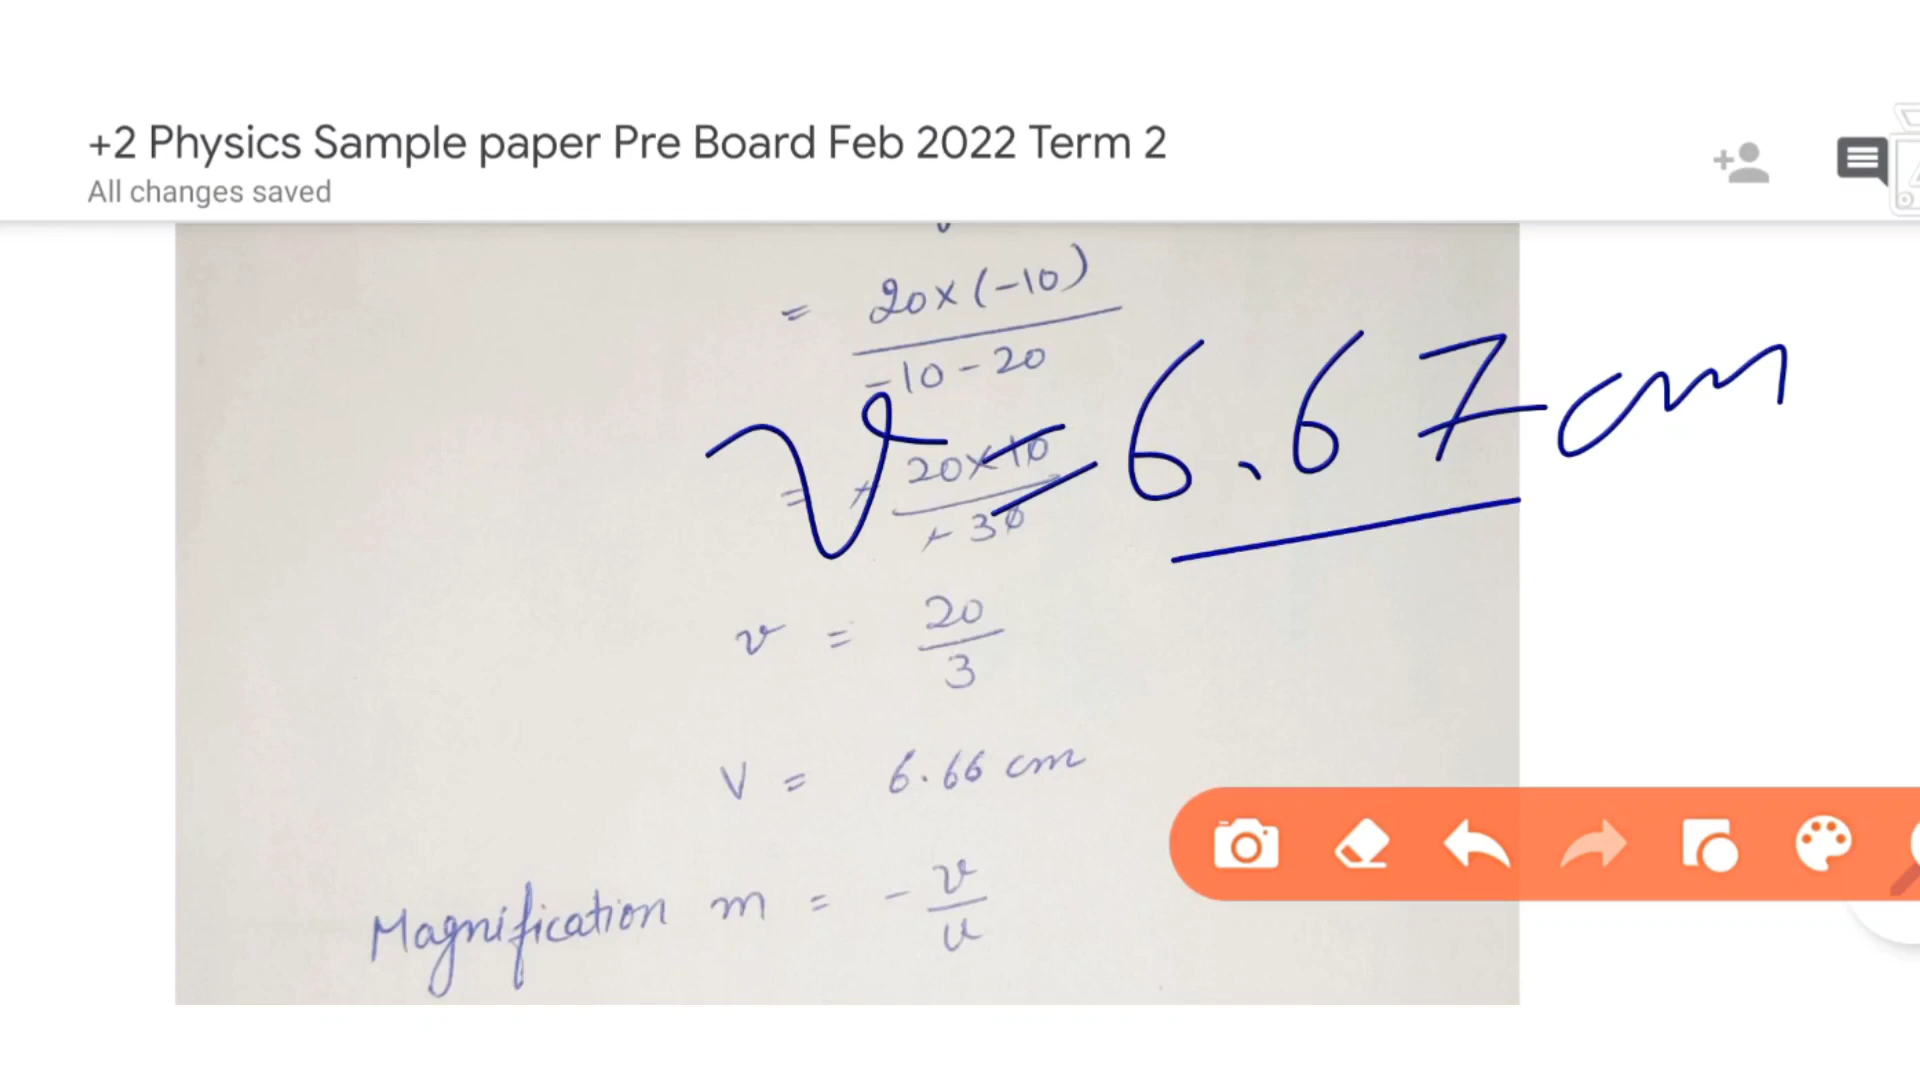 +2 Physics Sample paper Pre Board Feb 2022 Term 2
All changes saved
= 20 x (-10)
-10 - 20
v = 6.67 cm
= + 20 x 10
+ 30
v = 20
3
V = 6.66 cm
Magnification m = - v
u